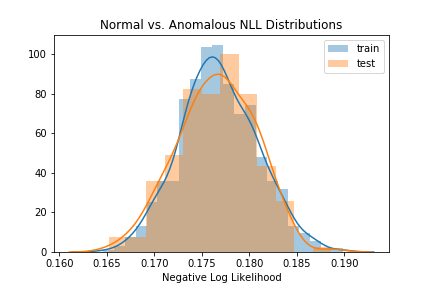 Normal vs. Anomalous NLL Distributions
train
test
100
80
60
40
20
0
0.160 0.165 0.170 0.175 0.180 0.185 0.190
Negative Log Likelihood